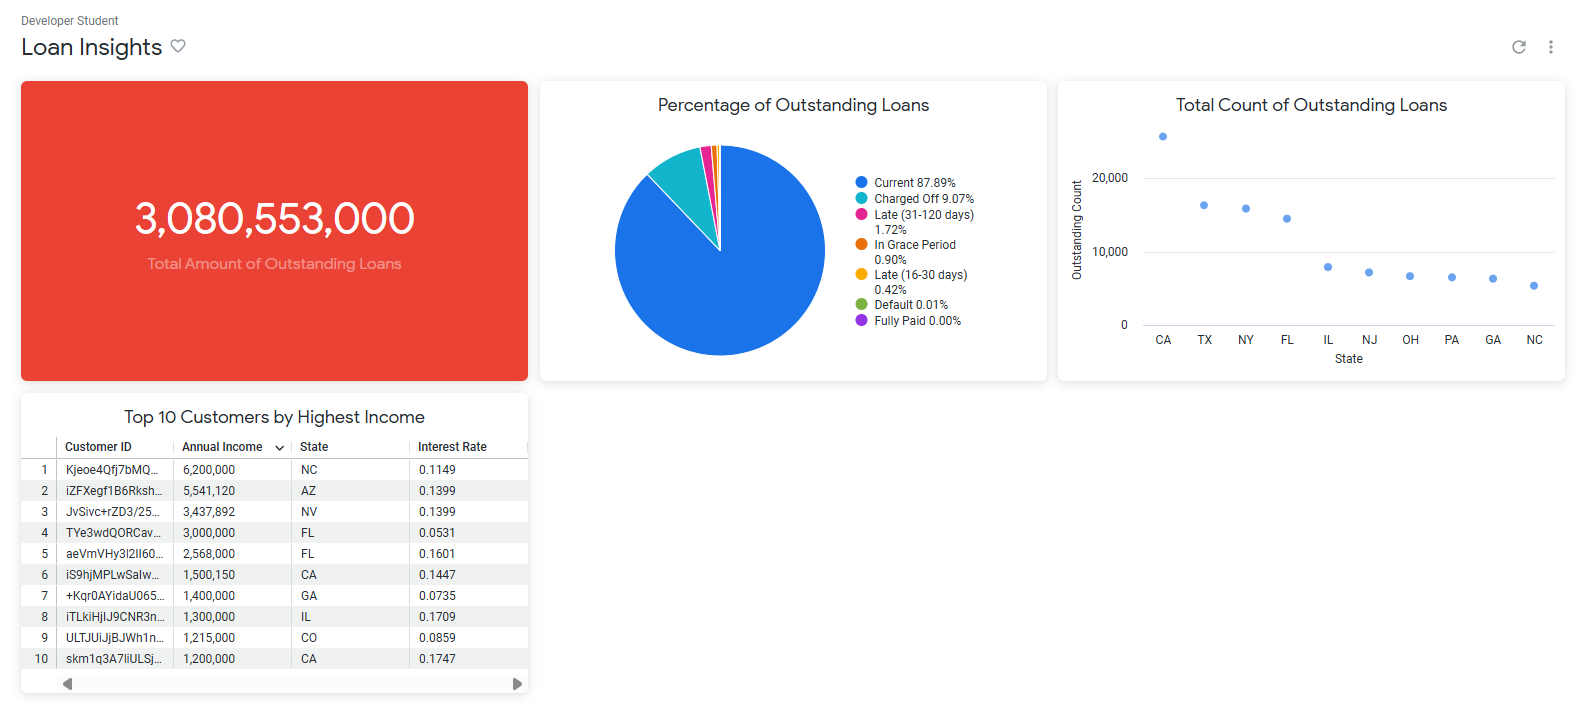 Developer Student
Loan Insights
3,080,553,000
Total Amount of Outstanding Loans
Percentage of Outstanding Loans
Current 87.89%
Charged Off 9.07%
Late (31-120 days)
1.72%
In Grace Period
0.90%
Late (16-30 days)
0.42%
Default 0.01%
Fully Paid 0.00%
Total Count of Outstanding Loans
Outstanding Count
20,000
10,000
0
CA TX NY FL IL NJ OH PA GA NC
State
Top 10 Customers by Highest Income
Customer ID Annual Income State Interest Rate
1 Kjeoe4Qfj7bMQ... 6,200,000 NC 0.1149
2 iZFXegf1B6Rksh... 5,541,120 AZ 0.1399
3 JvSivc+rZD3/25... 3,437,892 NV 0.1399
4 TYe3wdQORCav... 3,000,000 FL 0.0531
5 2,568,000 FL 0.1601
6 1,500,150 CA 0.1447
7 +Kqr0AYidaU065... 1,400,000 GA 0.0735
8 1,300,000 IL 0.1709
9 1,215,000 CO 0.0859
10 1,200,000 CA 0.1747